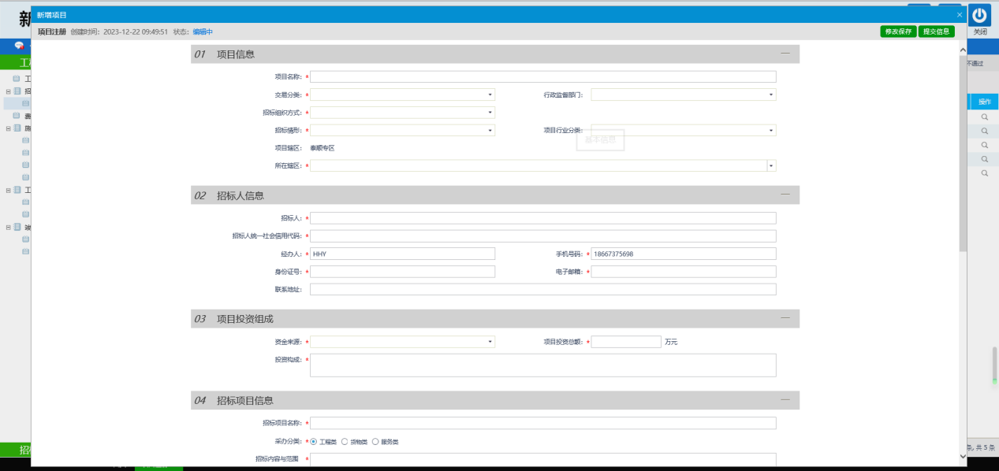 新增项目 ×
项目注册 创建时间: 2023-12-22 09:49:51 状态: 编辑中 修改保存 提交信息
关闭
01 项目信息
项目名称: *
交易分类: * 行政监督部门:
招标组织方式: *
招标情形: * 项目行业分类:
基本信息
项目辖区: 泰顺专区
所在辖区: *
02 招标人信息
招标人: *
招标人统一社会信用代码: *
经办人: * HHY 手机号码: * 18667375698
身份证号: * 电子邮箱: *
联系地址:
03 项目投资组成
资金来源: * 项目投资总额: * 万元
投资构成: *
04 招标项目信息
招标项目名称: *
采办分类: * 工程类 货物类 服务类
招标内容与范围 *
新
不通过
操作
条, 共 5 条